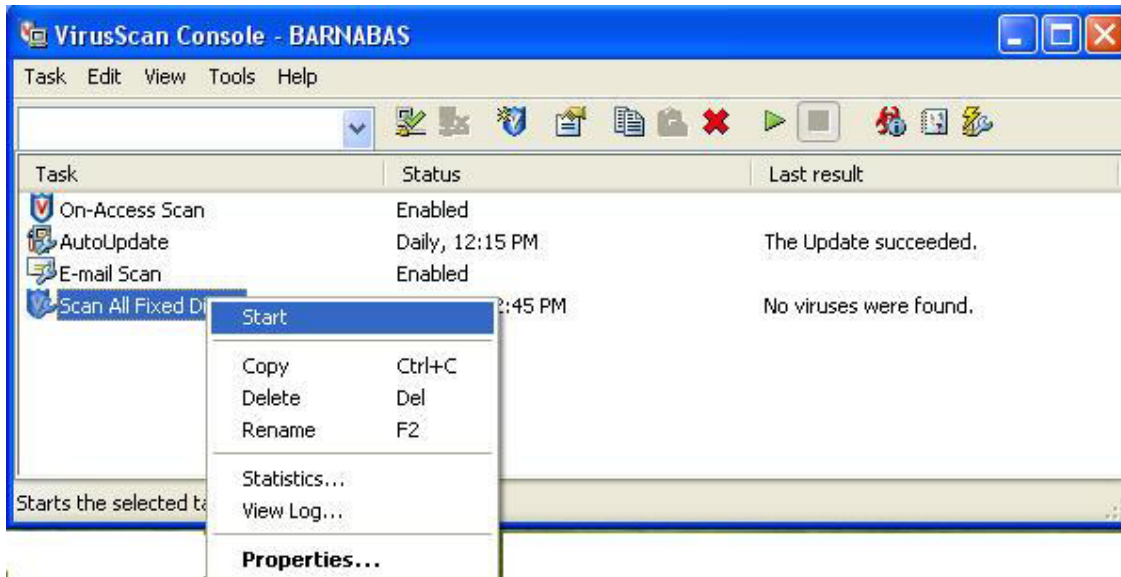 VirusScan Console - BARNABAS
Task Edit View Tools Help
Task Status Last result
On-Access Scan Enabled
AutoUpdate Daily, 12:15 PM The Update succeeded.
E-mail Scan Enabled
Scan All Fixed 2:45 PM No viruses were found.
Start
Copy Ctrl+C
Delete Del
Rename F2
Statistics...
View Log...
Starts the selected
Properties...